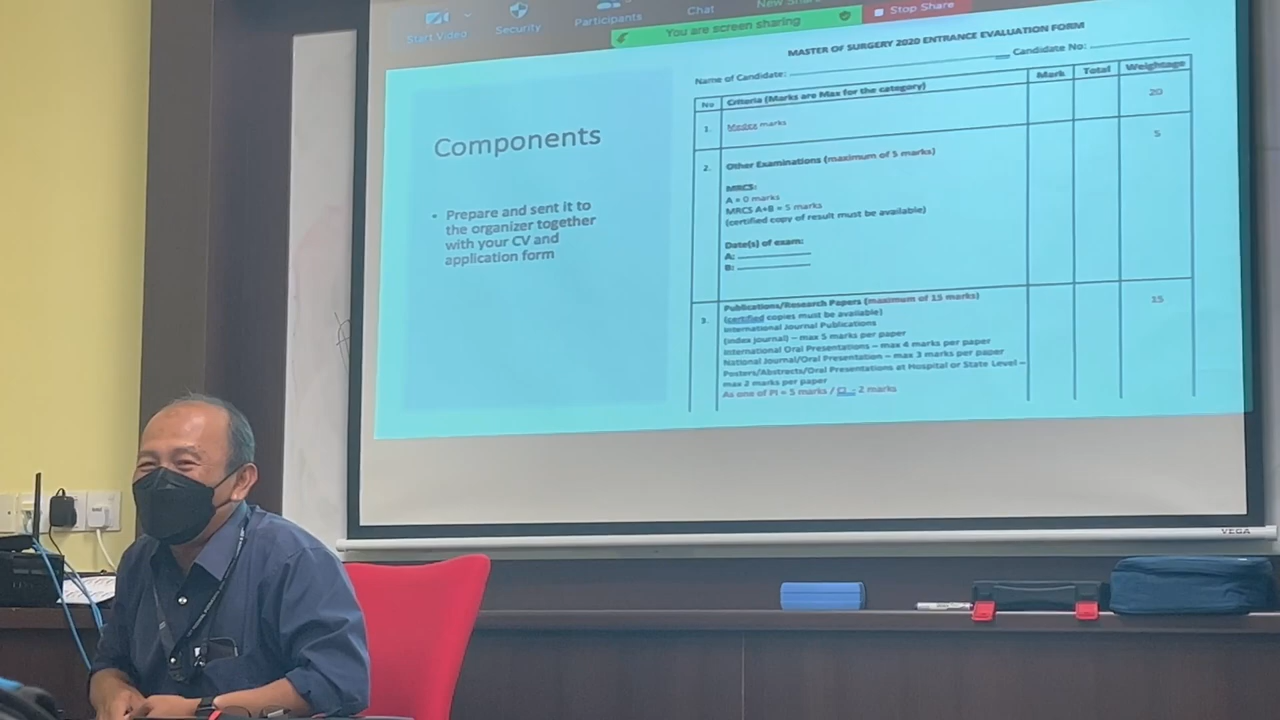 Start Video
Security
Participants
Chat
New Share
You are screen sharing
Stop Share
Components
• Prepare and sent it to
the organizer together
with your CV and
application form
MASTER OF SURGERY 2020 ENTRANCE EVALUATION FORM
Name of Candidate: Candidate No:
No Criteria (Marks are Max for the category) Mark Total Weightage
1. Medex marks 20
2. Other Examinations (maximum of 5 marks) 5
MRCS:
A = 0 marks
MRCS A+B = 5 marks
(certified copy of result must be available)
Date(s) of exam:
A:
B:
3. Publications/Research Papers (maximum of 15 marks) 15
(certified copies must be available)
International Journal Publications
(index journal) – max 5 marks per paper
International Oral Presentations – max 4 marks per paper
National Journal/Oral Presentation – max 3 marks per paper
Posters/Abstracts/Oral Presentations at Hospital or State Level –
max 2 marks per paper
As one of PI = 5 marks / CI - 2 marks
VEGA